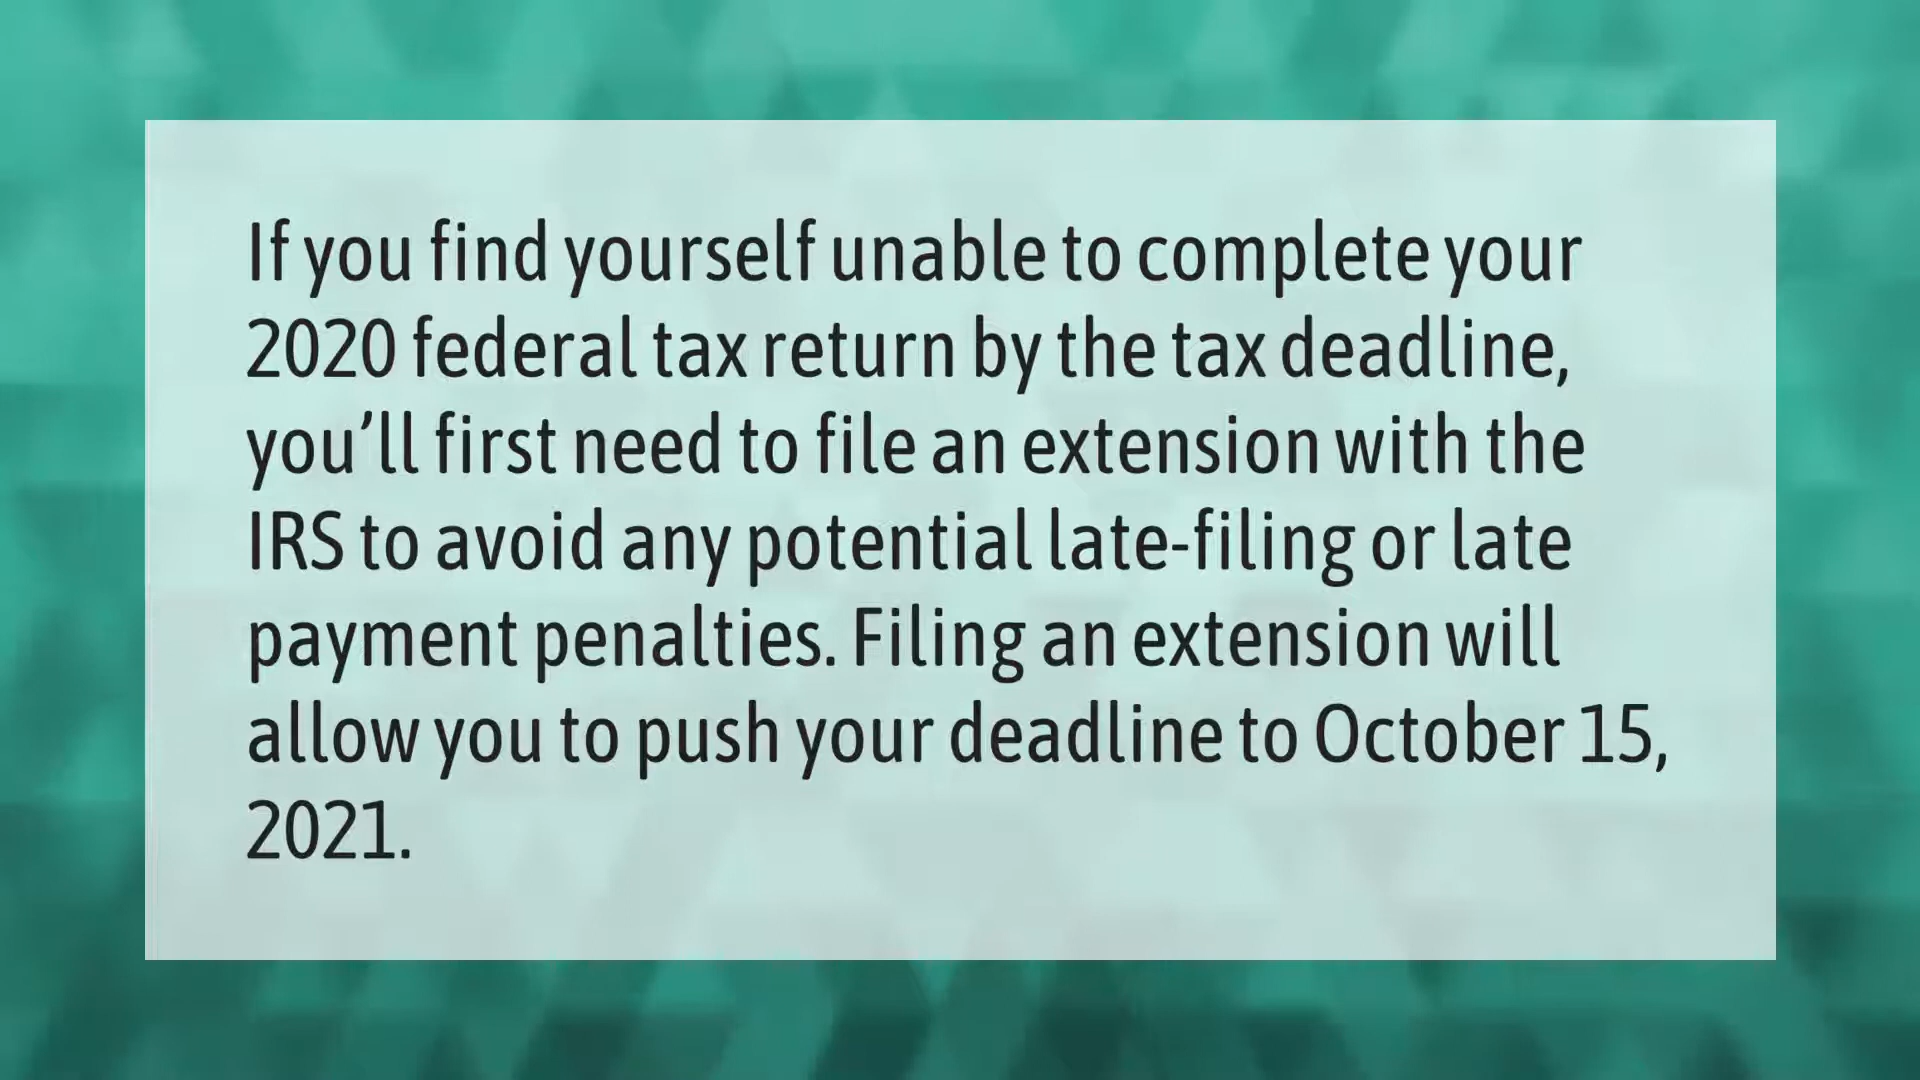 If you find yourself unable to complete your
2020 federal tax return by the tax deadline,
you’ll first need to file an extension with the
IRS to avoid any potential late-filing or late
payment penalties. Filing an extension will
allow you to push your deadline to October 15,
2021.